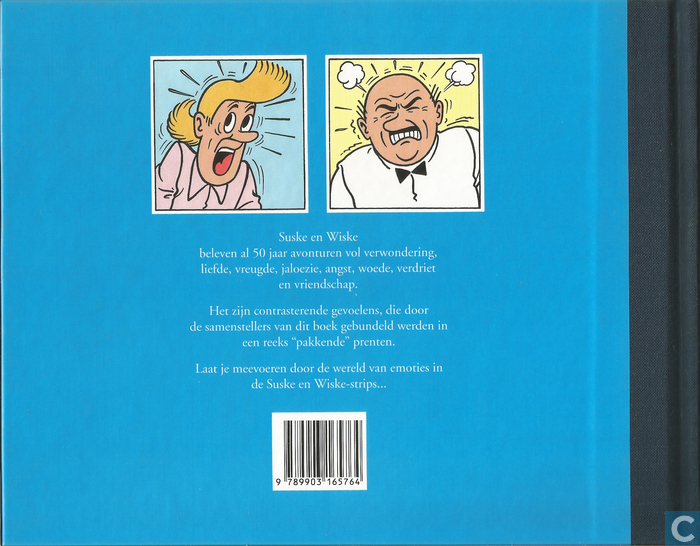 Suske en Wiske
beleven al 50 jaar avonturen vol verwondering,
liefde, vreugde, jaloezie, angst, woede, verdriet
en vriendschap.
Het zijn contrasterende gevoelens, die door
de samenstellers van dit boek gebundeld werden in
een reeks “pakkende” prenten.
Laat je meevoeren door de wereld van emoties in
de Suske en Wiske-strips...
9 789903 165764
C